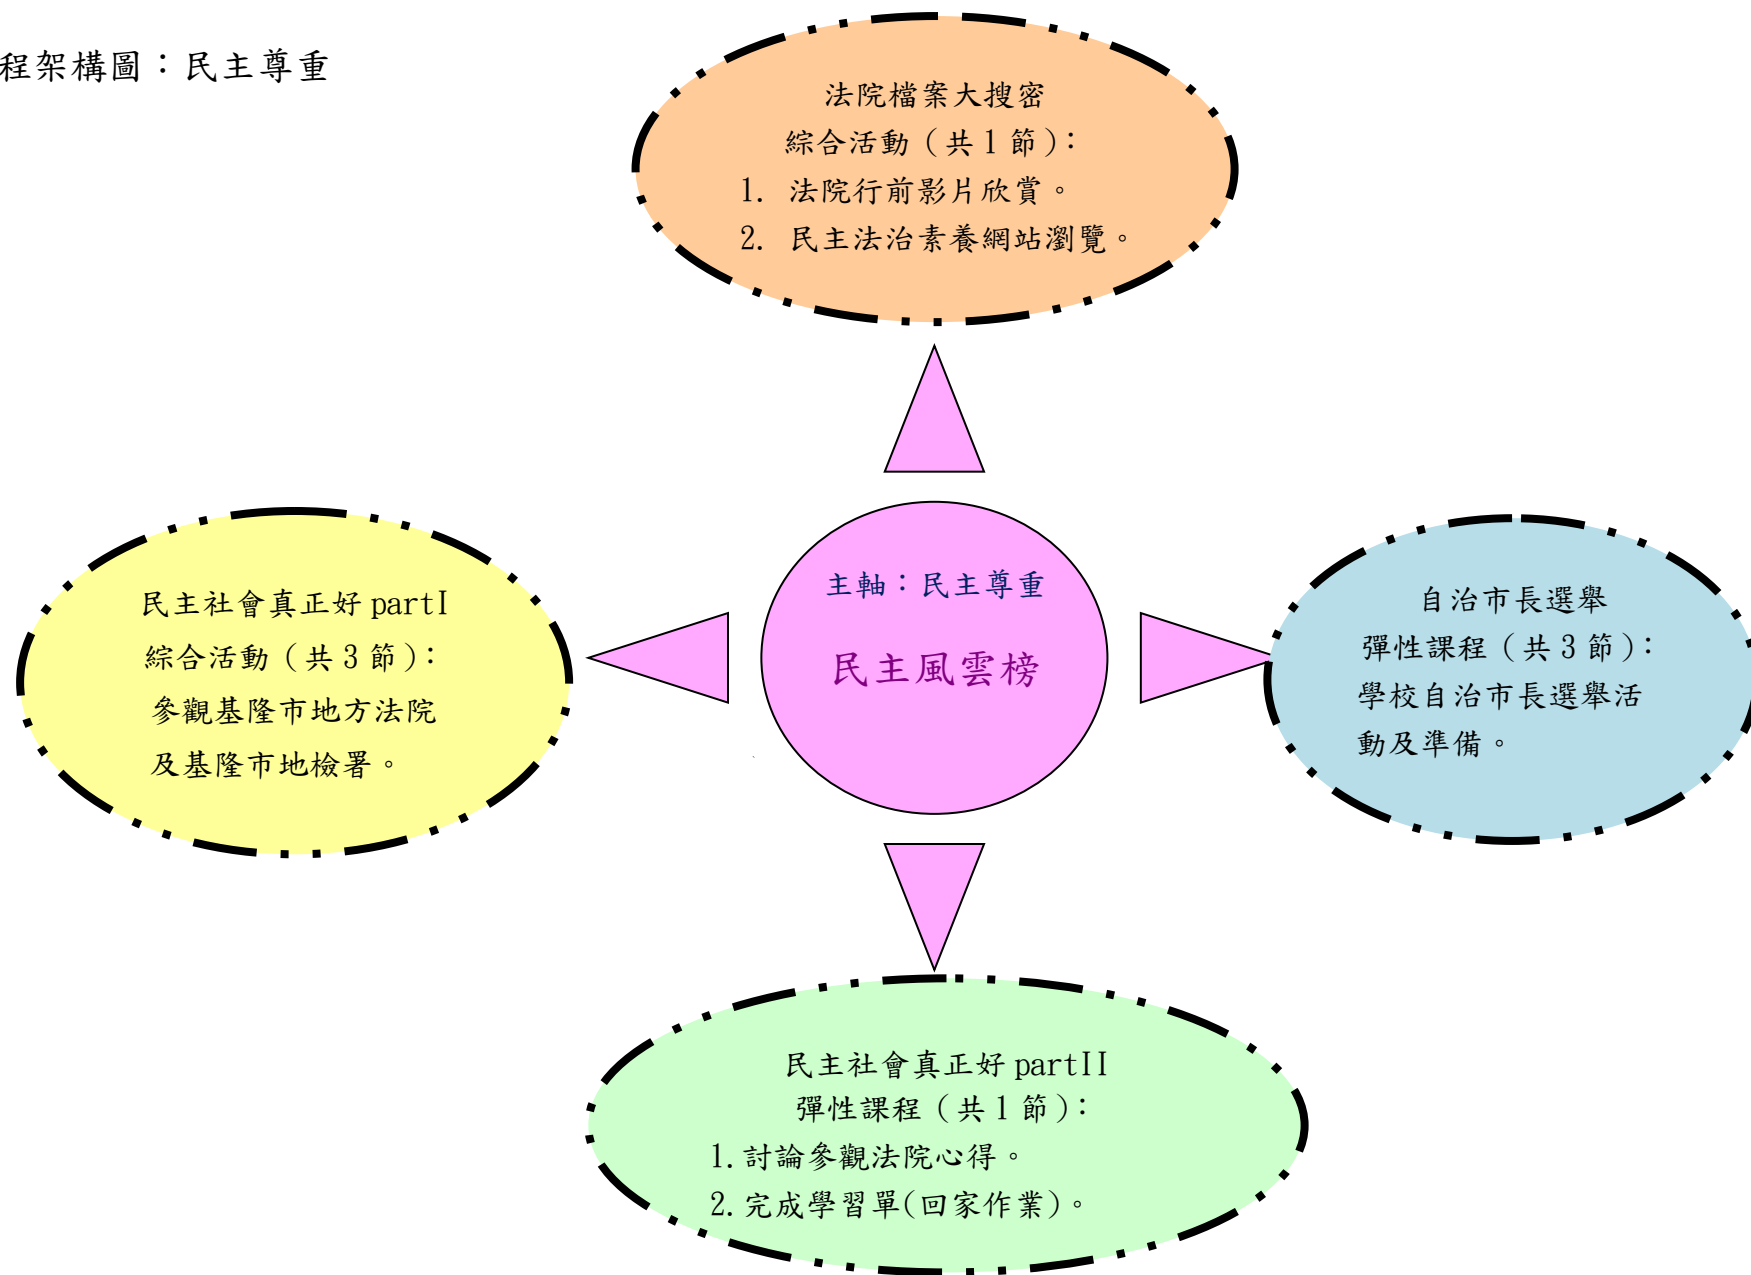 程架構圖：民主尊重
法院檔案大搜密
綜合活動（共1節）：
1. 法院行前影片欣賞。
2. 民主法治素養網站瀏覽。
民主社會真正好 partI
綜合活動（共3節）：
參觀基隆市地方法院
及基隆市地檢署。
主軸：民主尊重
民主風雲榜
自治市長選舉
彈性課程（共3節）：
學校自治市長選舉活
動及準備。
民主社會真正好 partII
彈性課程（共1節）：
1.討論參觀法院心得。
2.完成學習單(回家作業)。